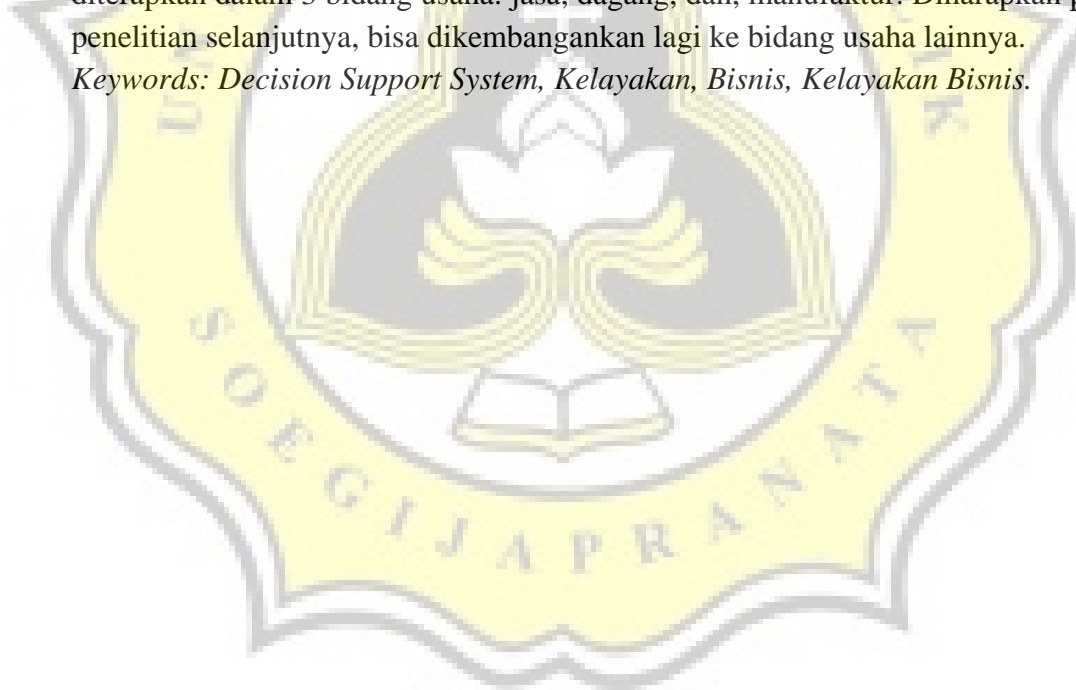 diterapkan dalam 3 bidang usaha: jasa, dagang, dan, manufaktur. Diharapkan p
penelitian selanjutnya, bisa dikembangankan lagi ke bidang usaha lainnya.
Keywords: Decision Support System, Kelayakan, Bisnis, Kelayakan Bisnis.
SOEGIJAPRANATA